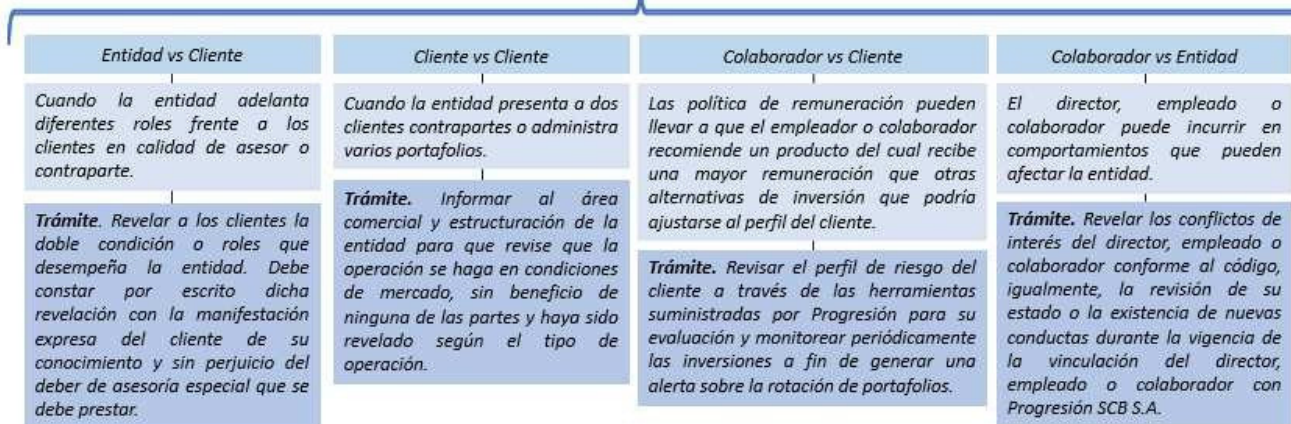 Entidad vs Cliente
Cuando la entidad adelanta
diferentes roles frente a los
clientes en calidad de asesor o
contraparte.
Trámite. Revelar a los clientes la
doble condición o roles que
desempeña la entidad. Debe
constar por escrito dicha
revelación con la manifestación
expresa del cliente de su
conocimiento y sin perjuicio del
deber de asesoría especial que se
debe prestar.
Cliente vs Cliente
Cuando la entidad presenta a dos
clientes contrapartes o administra
varios portafolios.
Trámite. Informar al área
comercial y estructuración de la
entidad para que revise que la
operación se haga en condiciones
de mercado, sin beneficio de
ninguna de las partes y haya sido
revelado según el tipo de
operación.
Colaborador vs Cliente
Las política de remuneración pueden
llevar a que el empleador o colaborador
recomiende un producto del cual recibe
una mayor remuneración que otras
alternativas de inversión que podría
ajustarse al perfil del cliente.
Trámite. Revisar el perfil de riesgo del
cliente a través de las herramientas
suministradas por Progresión para su
evaluación y monitorear periódicamente
las inversiones a fin de generar una
alerta sobre la rotación de portafolios.
Colaborador vs Entidad
El director, empleado o
colaborador puede incurrir en
comportamientos que pueden
afectar la entidad.
Trámite. Revelar los conflictos de
interés del director, empleado o
colaborador conforme al código,
igualmente, la revisión de su
estado o la existencia de nuevas
conductas durante la vigencia de
la vinculación del director,
empleado o colaborador con
Progresión SCB S.A.